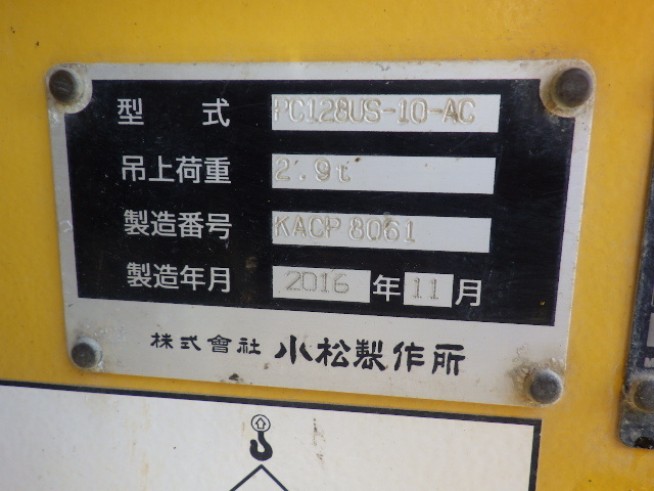 型 式 PC128US-10-AC
吊上荷重 2.9t
製造番号 KACP 8061
製造年月 2016 年 11 月
株式會社 小松製作所